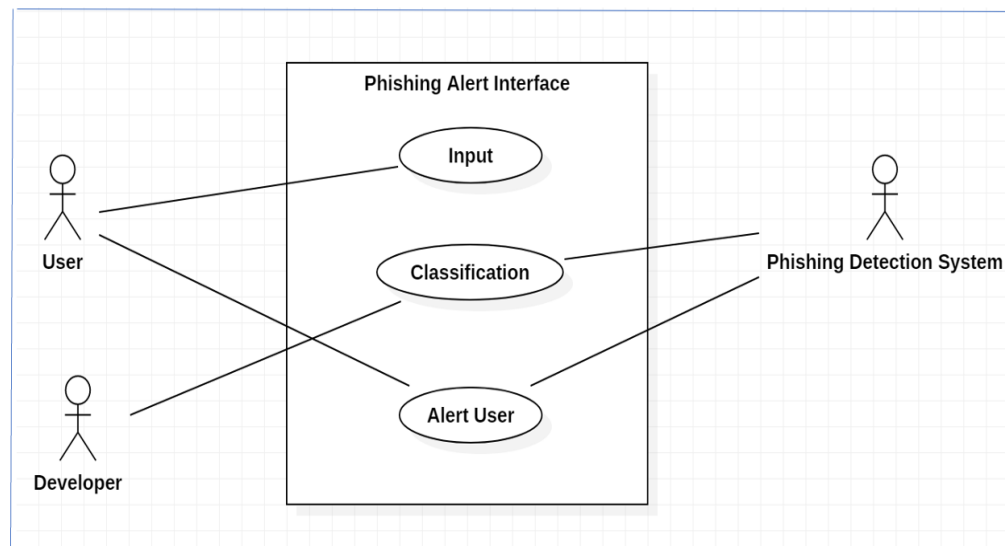 Phishing Alert Interface
Input
User
Classification
Phishing Detection System
Alert User
Developer